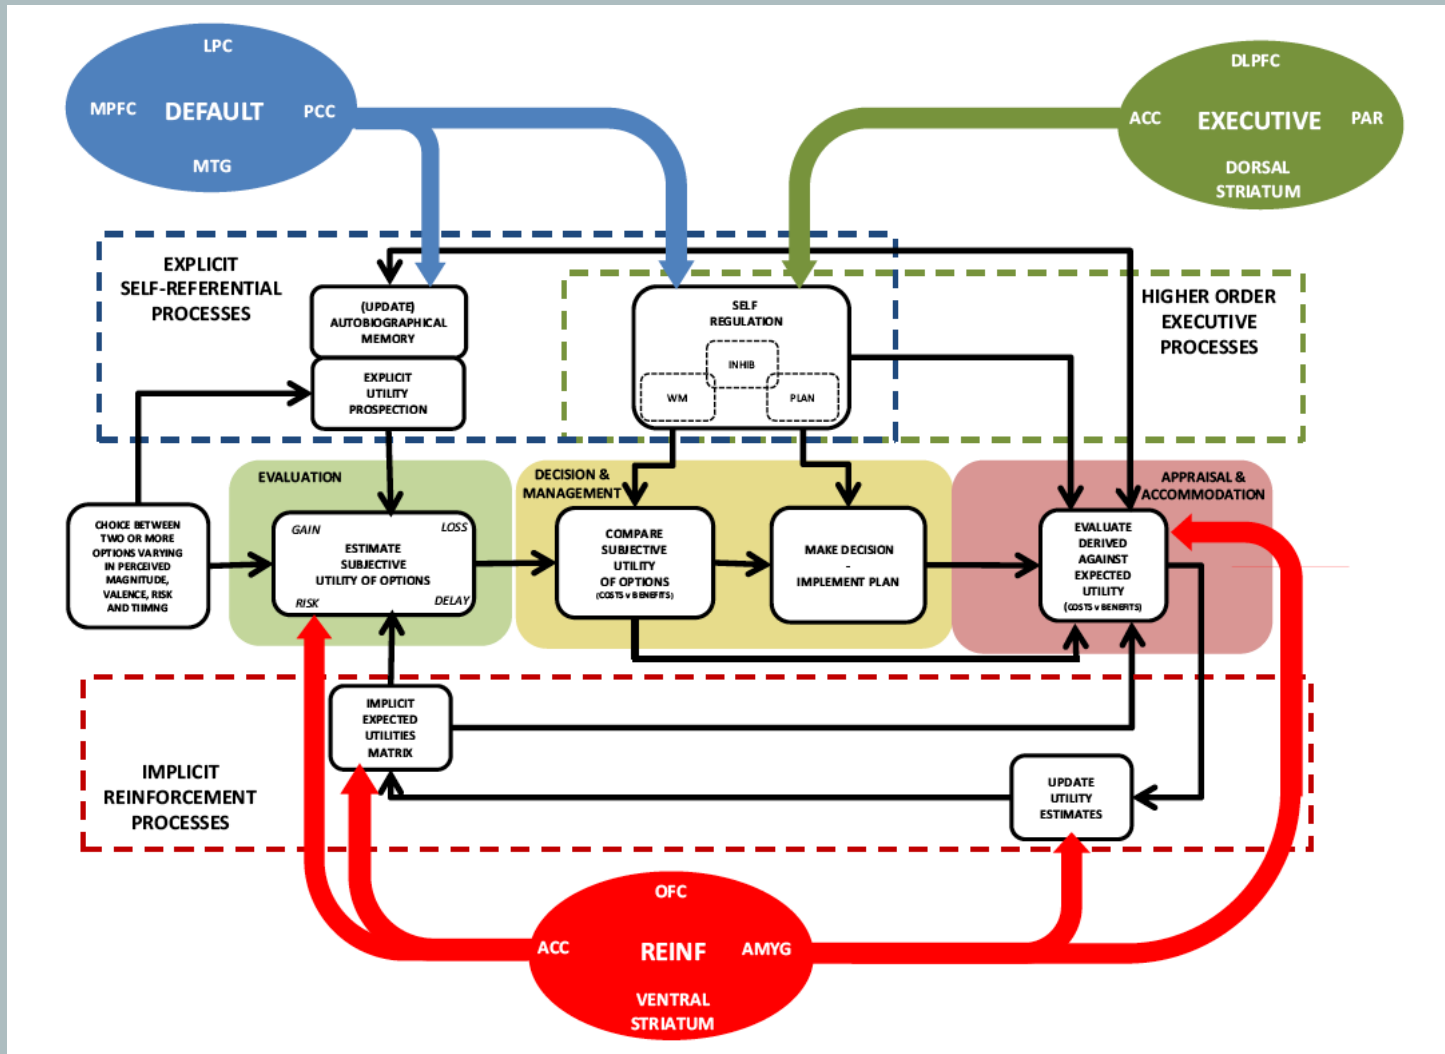 LPC
MPFC DEFAULT PCC
MTG
DLPFC
ACC EXECUTIVE PAR
DORSAL
STRIATUM
EXPLICIT
SELF-REFERENTIAL
PROCESSES
(UPDATE)
AUTOBIOGRAPHICAL
MEMORY
EXPLICIT
UTILITY
PROSPECTION
SELF
REGULATION
INHIB
WM
PLAN
HIGHER ORDER
EXECUTIVE
PROCESSES
EVALUATION
DECISION &
MANAGEMENT
APPRAISAL &
ACCOMMODATION
CHOICE BETWEEN
TWO OR MORE
OPTIONS VARYING
IN PERCEIVED
MAGNITUDE,
VALENCE, RISK
AND TIIMNG
GAIN
LOSS
ESTIMATE
SUBJECTIVE
UTILITY OF OPTIONS
RISK
DELAY
COMPARE
SUBJECTIVE
UTILITY
OF OPTIONS
(COSTS v BENEFITS)
MAKE DECISION
-
IMPLEMENT PLAN
EVALUATE
DERIVED
AGAINST
EXPECTED
UTILITY
(COSTS v BENEFITS)
IMPLICIT
EXPECTED
UTILITIES
MATRIX
IMPLICIT
REINFORCEMENT
PROCESSES
UPDATE
UTILITY
ESTIMATES
OFC
ACC REINF AMYG
VENTRAL
STRIATUM